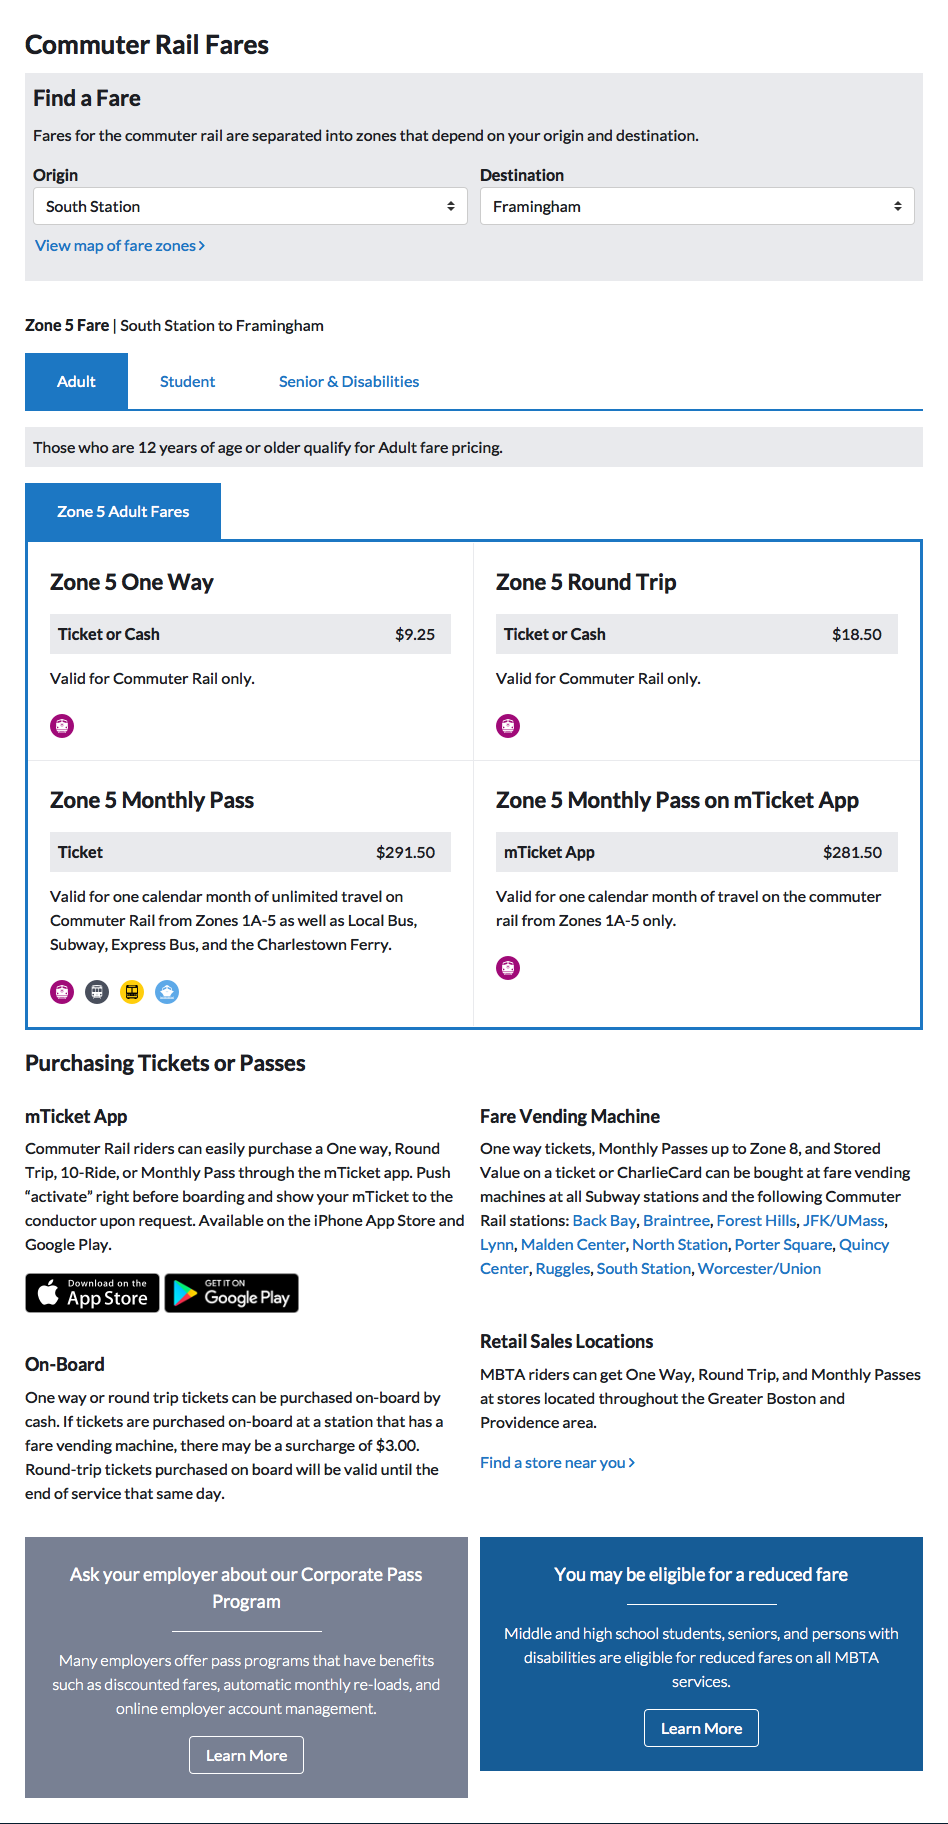 Commuter Rail Fares
Find a Fare
Fares for the commuter rail are separated into zones that depend on your origin and destination.
Origin
South Station
View map of fare zones
Destination
Framingham
Zone 5 Fare | South Station to Framingham
Adult
Student
Senior & Disabilities
Those who are 12 years of age or older qualify for Adult fare pricing.
Zone 5 Adult Fares
Zone 5 One Way
Ticket or Cash $9.25
Valid for Commuter Rail only.
Zone 5 Round Trip
Ticket or Cash $18.50
Valid for Commuter Rail only.
Zone 5 Monthly Pass
Ticket $291.50
Valid for one calendar month of unlimited travel on
Commuter Rail from Zones 1A-5 as well as Local Bus,
Subway, Express Bus, and the Charlestown Ferry.
Zone 5 Monthly Pass on mTicket App
mTicket App $281.50
Valid for one calendar month of travel on the commuter
rail from Zones 1A-5 only.
Purchasing Tickets or Passes
mTicket App
Commuter Rail riders can easily purchase a One way, Round
Trip, 10-Ride, or Monthly Pass through the mTicket app. Push
“activate” right before boarding and show your mTicket to the
conductor upon request. Available on the iPhone App Store and
Google Play.
Download on the
App Store
GET IT ON
Google Play
On-Board
One way or round trip tickets can be purchased on-board by
cash. If tickets are purchased on-board at a station that has a
fare vending machine, there may be a surcharge of $3.00.
Round-trip tickets purchased on board will be valid until the
end of service that same day.
Fare Vending Machine
One way tickets, Monthly Passes up to Zone 8, and Stored
Value on a ticket or CharlieCard can be bought at fare vending
machines at all Subway stations and the following Commuter
Rail stations: Back Bay, Braintree, Forest Hills, JFK/UMass,
Lynn, Malden Center, North Station, Porter Square, Quincy
Center, Ruggles, South Station, Worcester/Union
Retail Sales Locations
MBTA riders can get One Way, Round Trip, and Monthly Passes
at stores located throughout the Greater Boston and
Providence area.
Find a store near you
Ask your employer about our Corporate Pass
Program
Many employers offer pass programs that have benefits
such as discounted fares, automatic monthly re-loads, and
online employer account management.
Learn More
You may be eligible for a reduced fare
Middle and high school students, seniors, and persons with
disabilities are eligible for reduced fares on all MBTA
services.
Learn More